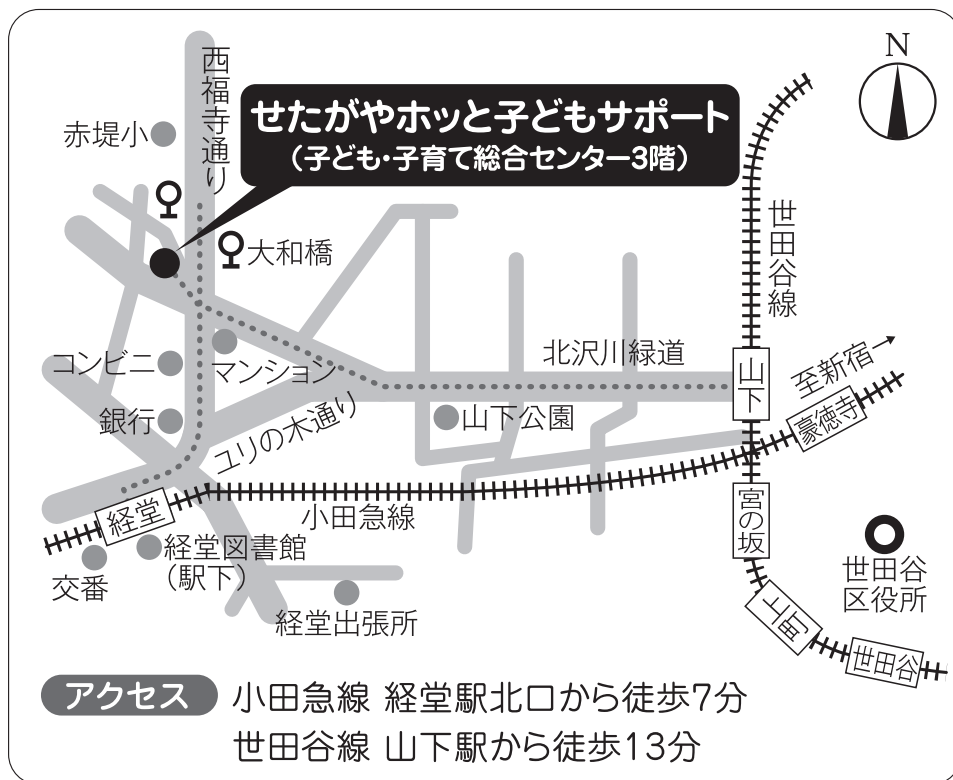 N
西福寺通り
せたがやホッと子どもサポート
（子ども・子育て総合センター3階）
赤堤小
大和橋
世田谷線
コンビニ
マンション
北沢川緑道
山下
至新宿→
銀行
ユリの木通り
山下公園
豪徳寺
経堂
小田急線
宮の坂
交番
経堂図書館
（駅下）
世田谷
区役所
経堂出張所
上町
世田谷
アクセス
小田急線 経堂駅北口から徒歩7分
世田谷線 山下駅から徒歩13分